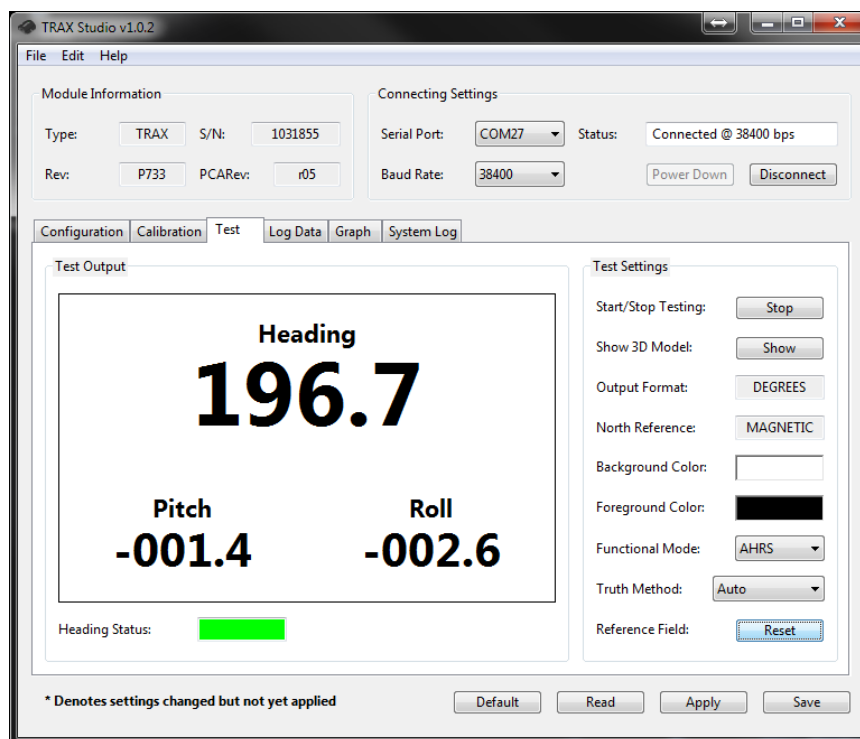 TRAX Studio v1.0.2
File Edit Help
Module Information
Type: TRAX S/N: 1031855
Rev: P733 PCARev: r05
Connecting Settings
Serial Port: COM27 Status: Connected @ 38400 bps
Baud Rate: 38400 Power Down Disconnect
Configuration Calibration Test Log Data Graph System Log
Test Output
Heading
196.7
Pitch Roll
-001.4 -002.6
Heading Status:
Test Settings
Start/Stop Testing: Stop
Show 3D Model: Show
Output Format: DEGREES
North Reference: MAGNETIC
Background Color:
Foreground Color:
Functional Mode: AHRS
Truth Method: Auto
Reference Field: Reset
* Denotes settings changed but not yet applied
Default Read Apply Save